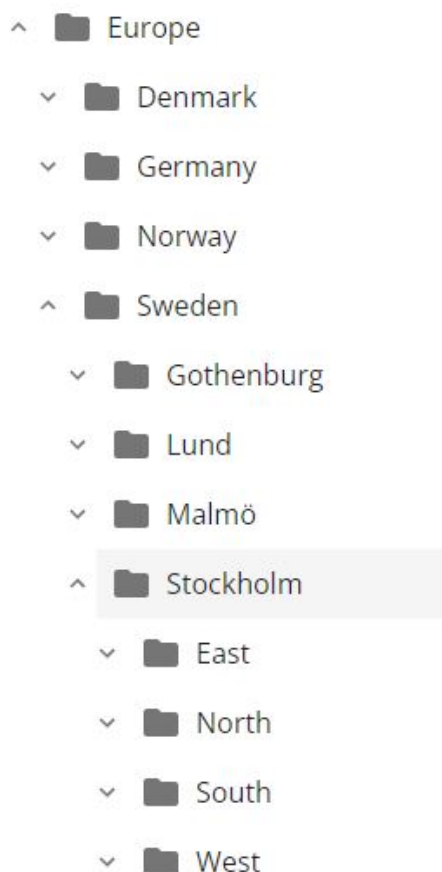 Europe
Denmark
Germany
Norway
Sweden
Gothenburg
Lund
Malmö
Stockholm
East
North
South
West